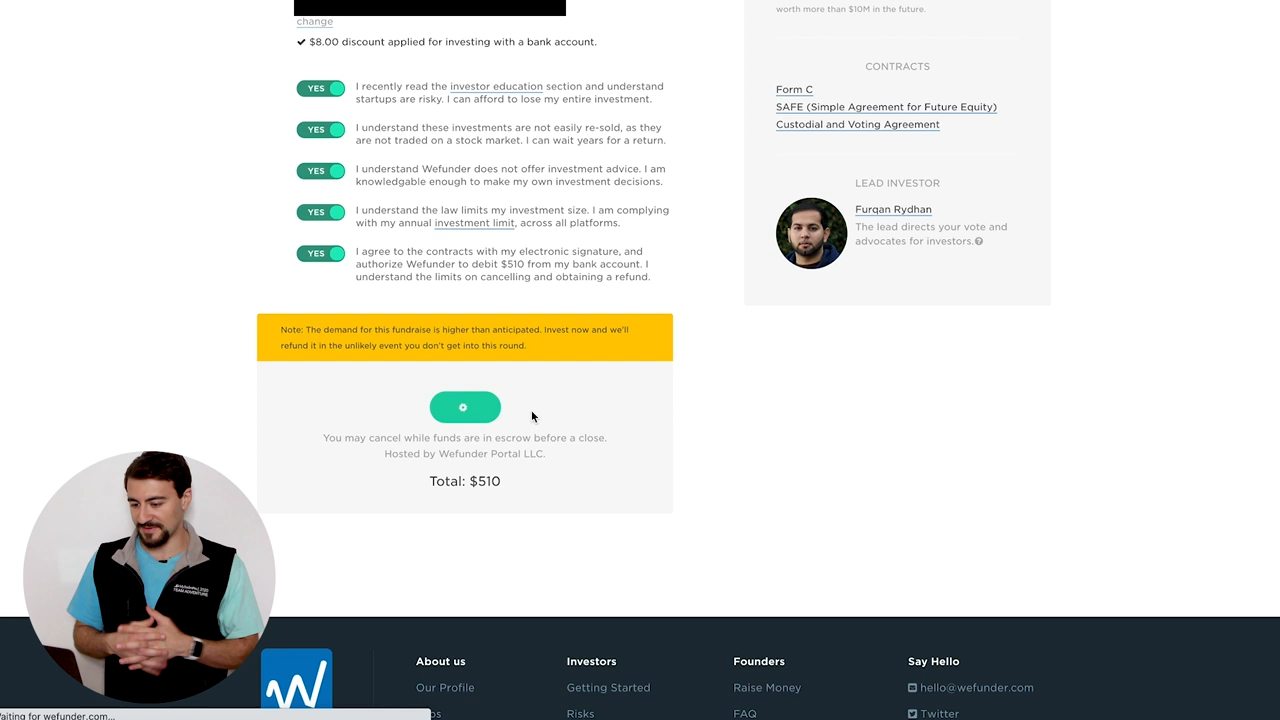 change
$8.00 discount applied for investing with a bank account.
YES
I recently read the investor education section and understand
startups are risky. I can afford to lose my entire investment.
YES
I understand these investments are not easily re-sold, as they
are not traded on a stock market. I can wait years for a return.
YES
I understand Wefunder does not offer investment advice. I am
knowledgable enough to make my own investment decisions.
YES
I understand the law limits my investment size. I am complying
with my annual investment limit, across all platforms.
YES
I agree to the contracts with my electronic signature, and
authorize Wefunder to debit $510 from my bank account. I
understand the limits on cancelling and obtaining a refund.
Note: The demand for this fundraise is higher than anticipated. Invest now and we'll
refund it in the unlikely event you don't get into this round.
You may cancel while funds are in escrow before a close.
Hosted by Wefunder Portal LLC.
Total: $510
worth more than $10M in the future.
CONTRACTS
Form C
SAFE (Simple Agreement for Future Equity)
Custodial and Voting Agreement
LEAD INVESTOR
Furqan Rydhan
The lead directs your vote and
advocates for investors.
TEAM ADVENTURE
W
About us
Our Profile
Investors
Getting Started
Risks
Founders
Raise Money
FAQ
Say Hello
hello@wefunder.com
Twitter
Waiting for wefunder.com...